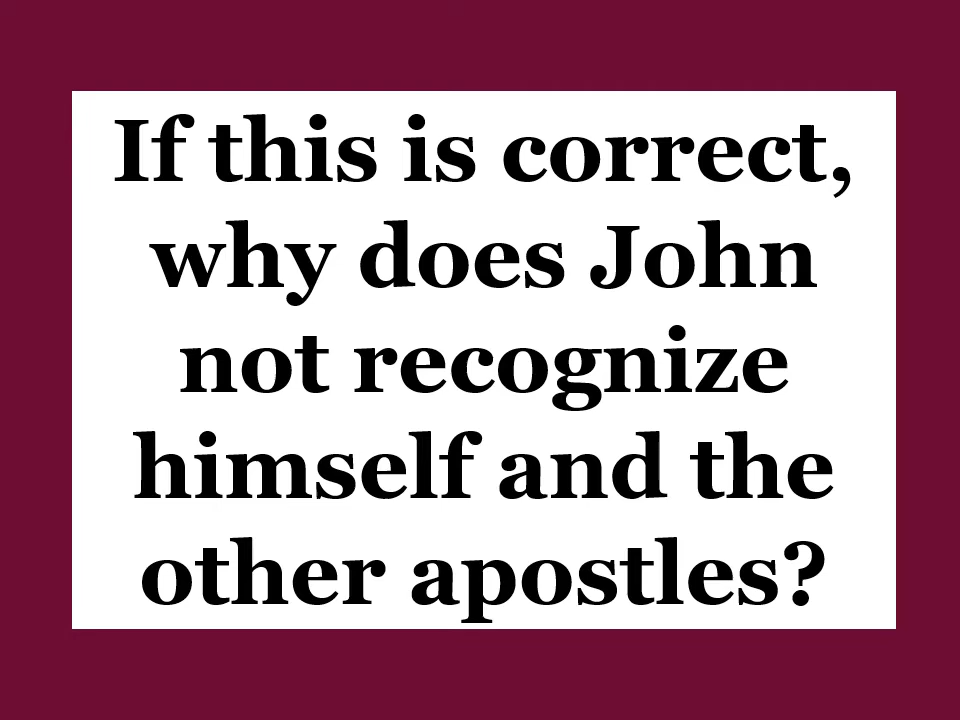 If this is correct,
why does John
not recognize
himself and the
other apostles?